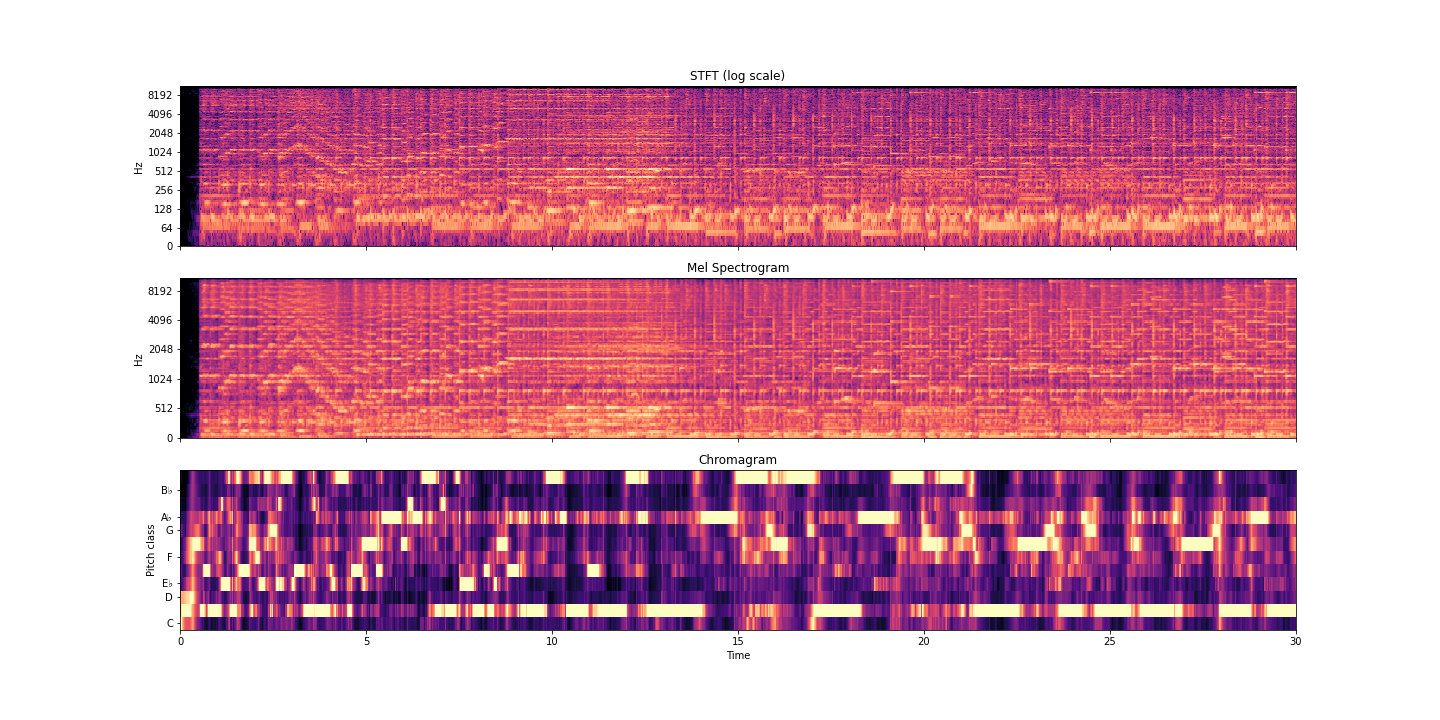 STFT (log scale)
8192
4096
2048
1024
512
256
128
64
0
Hz
Mel Spectrogram
8192
4096
2048
1024
512
0
Hz
Chromagram
B♭
A♭
G
F
E♭
D
C
Pitch class
0 5 10 15 20 25 30
Time